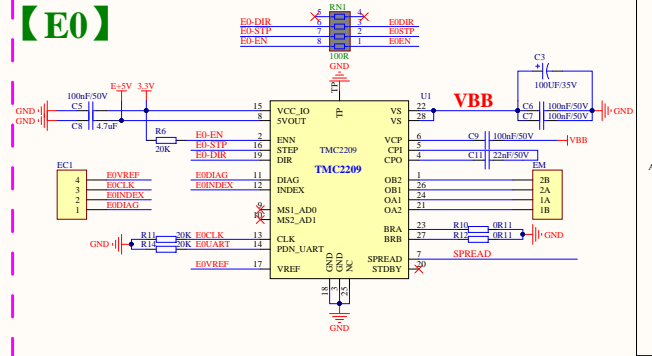 【E0】
RN1
5 4
E0-DIR 6 3 E0DIR
E0-STP 7 2 E0STP
E0-EN 8 1 E0EN
100R
GND
TP
C3
+
100UF/35V
E+5V 3.3V
100nF/50V
GND C5
GND C8 4.7uF
R6
20K
U1
VBB
C6 100nF/50V
C7 100nF/50V
GND
15 VCC_IO TP VS 22
8 5VOUT VS 28
E0-EN 2 ENN VCP 6 C9 100nF/50V VBB
E0-STP 16 STEP CPI 5
E0-DIR 19 DIR CPO 4 C11 22nF/50V
TMC2209
TMC2209
EC1
4 E0VREF
3 E0CLK
2 E0INDEX
1 E0DIAG
E0DIAG 11 DIAG
E0INDEX 12 INDEX
EM
OB2 1 2B
OB1 26 2A
OA1 24 1A
OA2 21 1B
9 MS1_AD0
10 MS2_AD1
BRA 23 R10 0R11
BRB 27 R12 0R11
GND
GND
R11 20K E0CLK 13 CLK
R14 20K E0UART 14 PDN_UART
E0VREF 17 VREF
SPREAD 7 SPREAD
STDBY 20
GND GND NC
18 3 25
GND
A